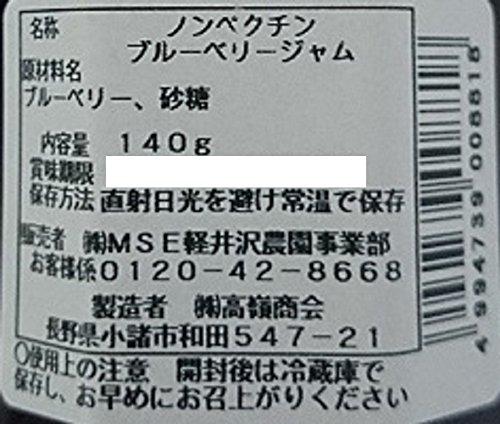 名称 ノンペクチン
ブルーベリージャム
原材料名
ブルーベリー、砂糖
内容量 140g
賞味期限
保存方法 直射日光を避け常温で保存
販売者 ㈱MSE軽井沢農園事業部
お客様係0120-42-8668
製造者 ㈱高嶺商会
長野県小諸市和田547-21
○使用上の注意 開封後は冷蔵庫で
保存し、お早めにお召上がりください
4994739008818